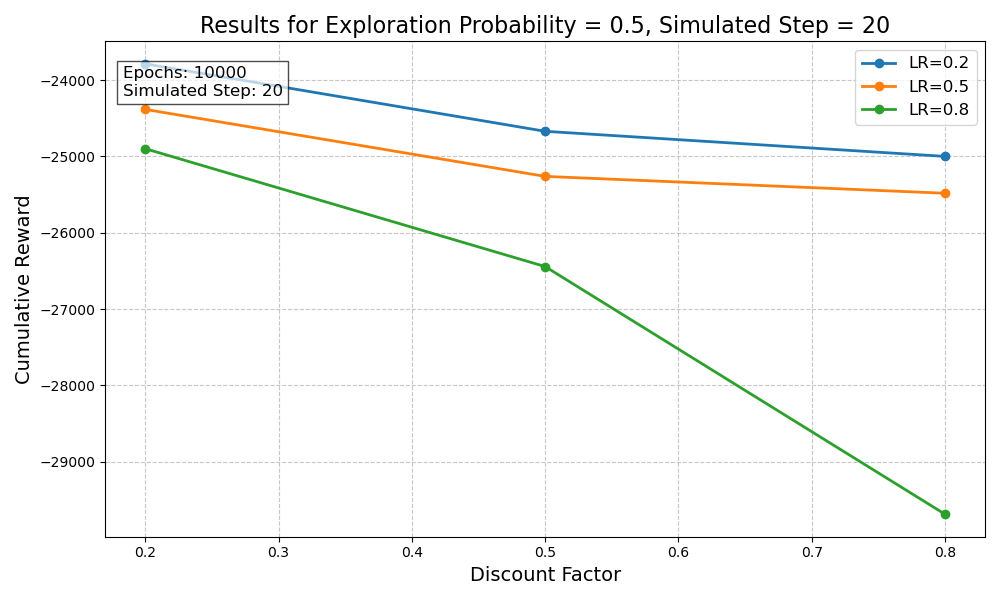 Results for Exploration Probability = 0.5, Simulated Step = 20
Epochs: 10000
Simulated Step: 20
LR=0.2
LR=0.5
LR=0.8
Cumulative Reward
−24000
−25000
−26000
−27000
−28000
−29000
0.2
0.3
0.4
0.5
0.6
0.7
0.8
Discount Factor